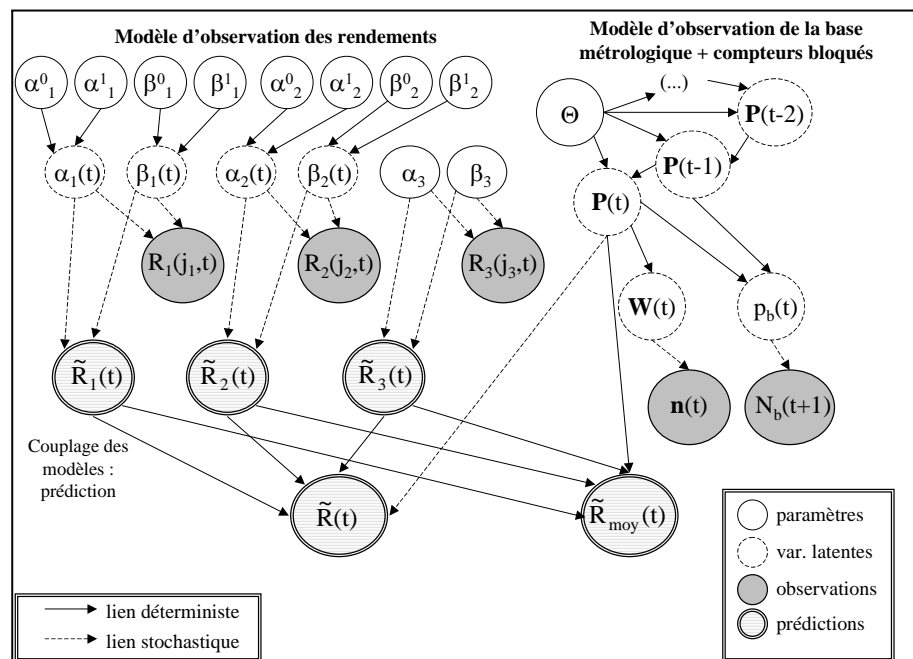 Modèle d'observation des rendements
Modèle d'observation de la base
métrologique + compteurs bloqués
α⁰₁ α¹₁ β⁰₁ β¹₁ α⁰₂ α¹₂ β⁰₂ β¹₂
(...)
Θ
P(t-2)
α₁(t) β₁(t) α₂(t) β₂(t) α₃ β₃
P(t-1)
P(t)
R₁(j₁,t) R₂(j₂,t) R₃(j₃,t)
W(t) p_b(t)
R̃₁(t) R̃₂(t) R̃₃(t)
n(t) N_b(t+1)
Couplage des
modèles :
prédiction
R̃(t) R̃_moy(t)
paramètres
var. latentes
observations
prédictions
lien déterministe
lien stochastique